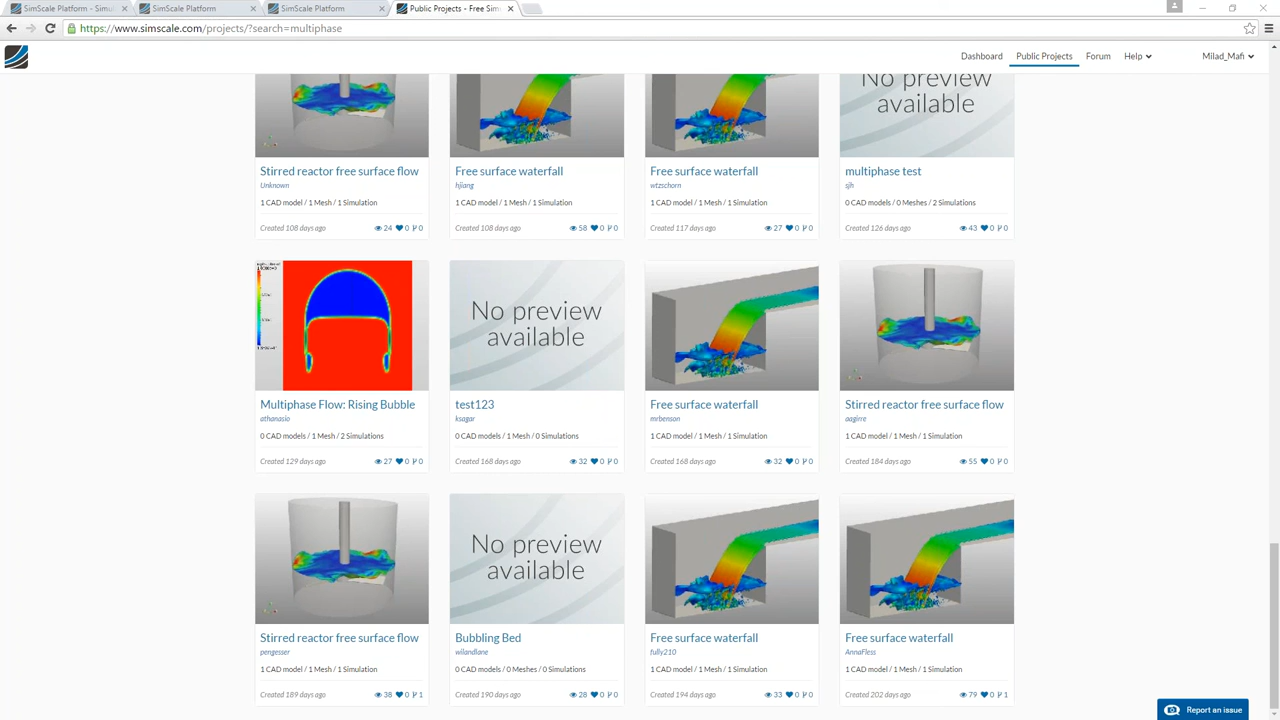 SimScale Platform - Simul
SimScale Platform
SimScale Platform
Public Projects - Free Sim
https://www.simscale.com/projects/?search=multiphase
Dashboard Public Projects Forum Help Milad_Mafi
No preview
available
Stirred reactor free surface flow
Unknown
1 CAD model / 1 Mesh / 1 Simulation
Created 108 days ago 24 0 0
Free surface waterfall
hjiang
1 CAD model / 1 Mesh / 1 Simulation
Created 108 days ago 58 0 0
Free surface waterfall
wtzschorn
1 CAD model / 1 Mesh / 1 Simulation
Created 117 days ago 27 0 0
multiphase test
sjh
0 CAD models / 0 Meshes / 2 Simulations
Created 126 days ago 43 0 0
Multiphase Flow: Rising Bubble
athanasio
0 CAD models / 1 Mesh / 2 Simulations
Created 129 days ago 27 0 0
No preview
available
test123
ksagar
0 CAD models / 1 Mesh / 0 Simulations
Created 168 days ago 32 0 0
Free surface waterfall
mrbenson
1 CAD model / 1 Mesh / 1 Simulation
Created 168 days ago 32 0 0
Stirred reactor free surface flow
aagirre
1 CAD model / 1 Mesh / 1 Simulation
Created 184 days ago 55 0 0
Stirred reactor free surface flow
pengesser
1 CAD model / 1 Mesh / 1 Simulation
Created 189 days ago 38 0 1
No preview
available
Bubbling Bed
wilandlane
0 CAD models / 0 Meshes / 0 Simulations
Created 190 days ago 28 0 0
Free surface waterfall
fully210
1 CAD model / 1 Mesh / 1 Simulation
Created 194 days ago 33 0 0
Free surface waterfall
AnnaFless
1 CAD model / 1 Mesh / 1 Simulation
Created 202 days ago 79 0 1
Report an issue